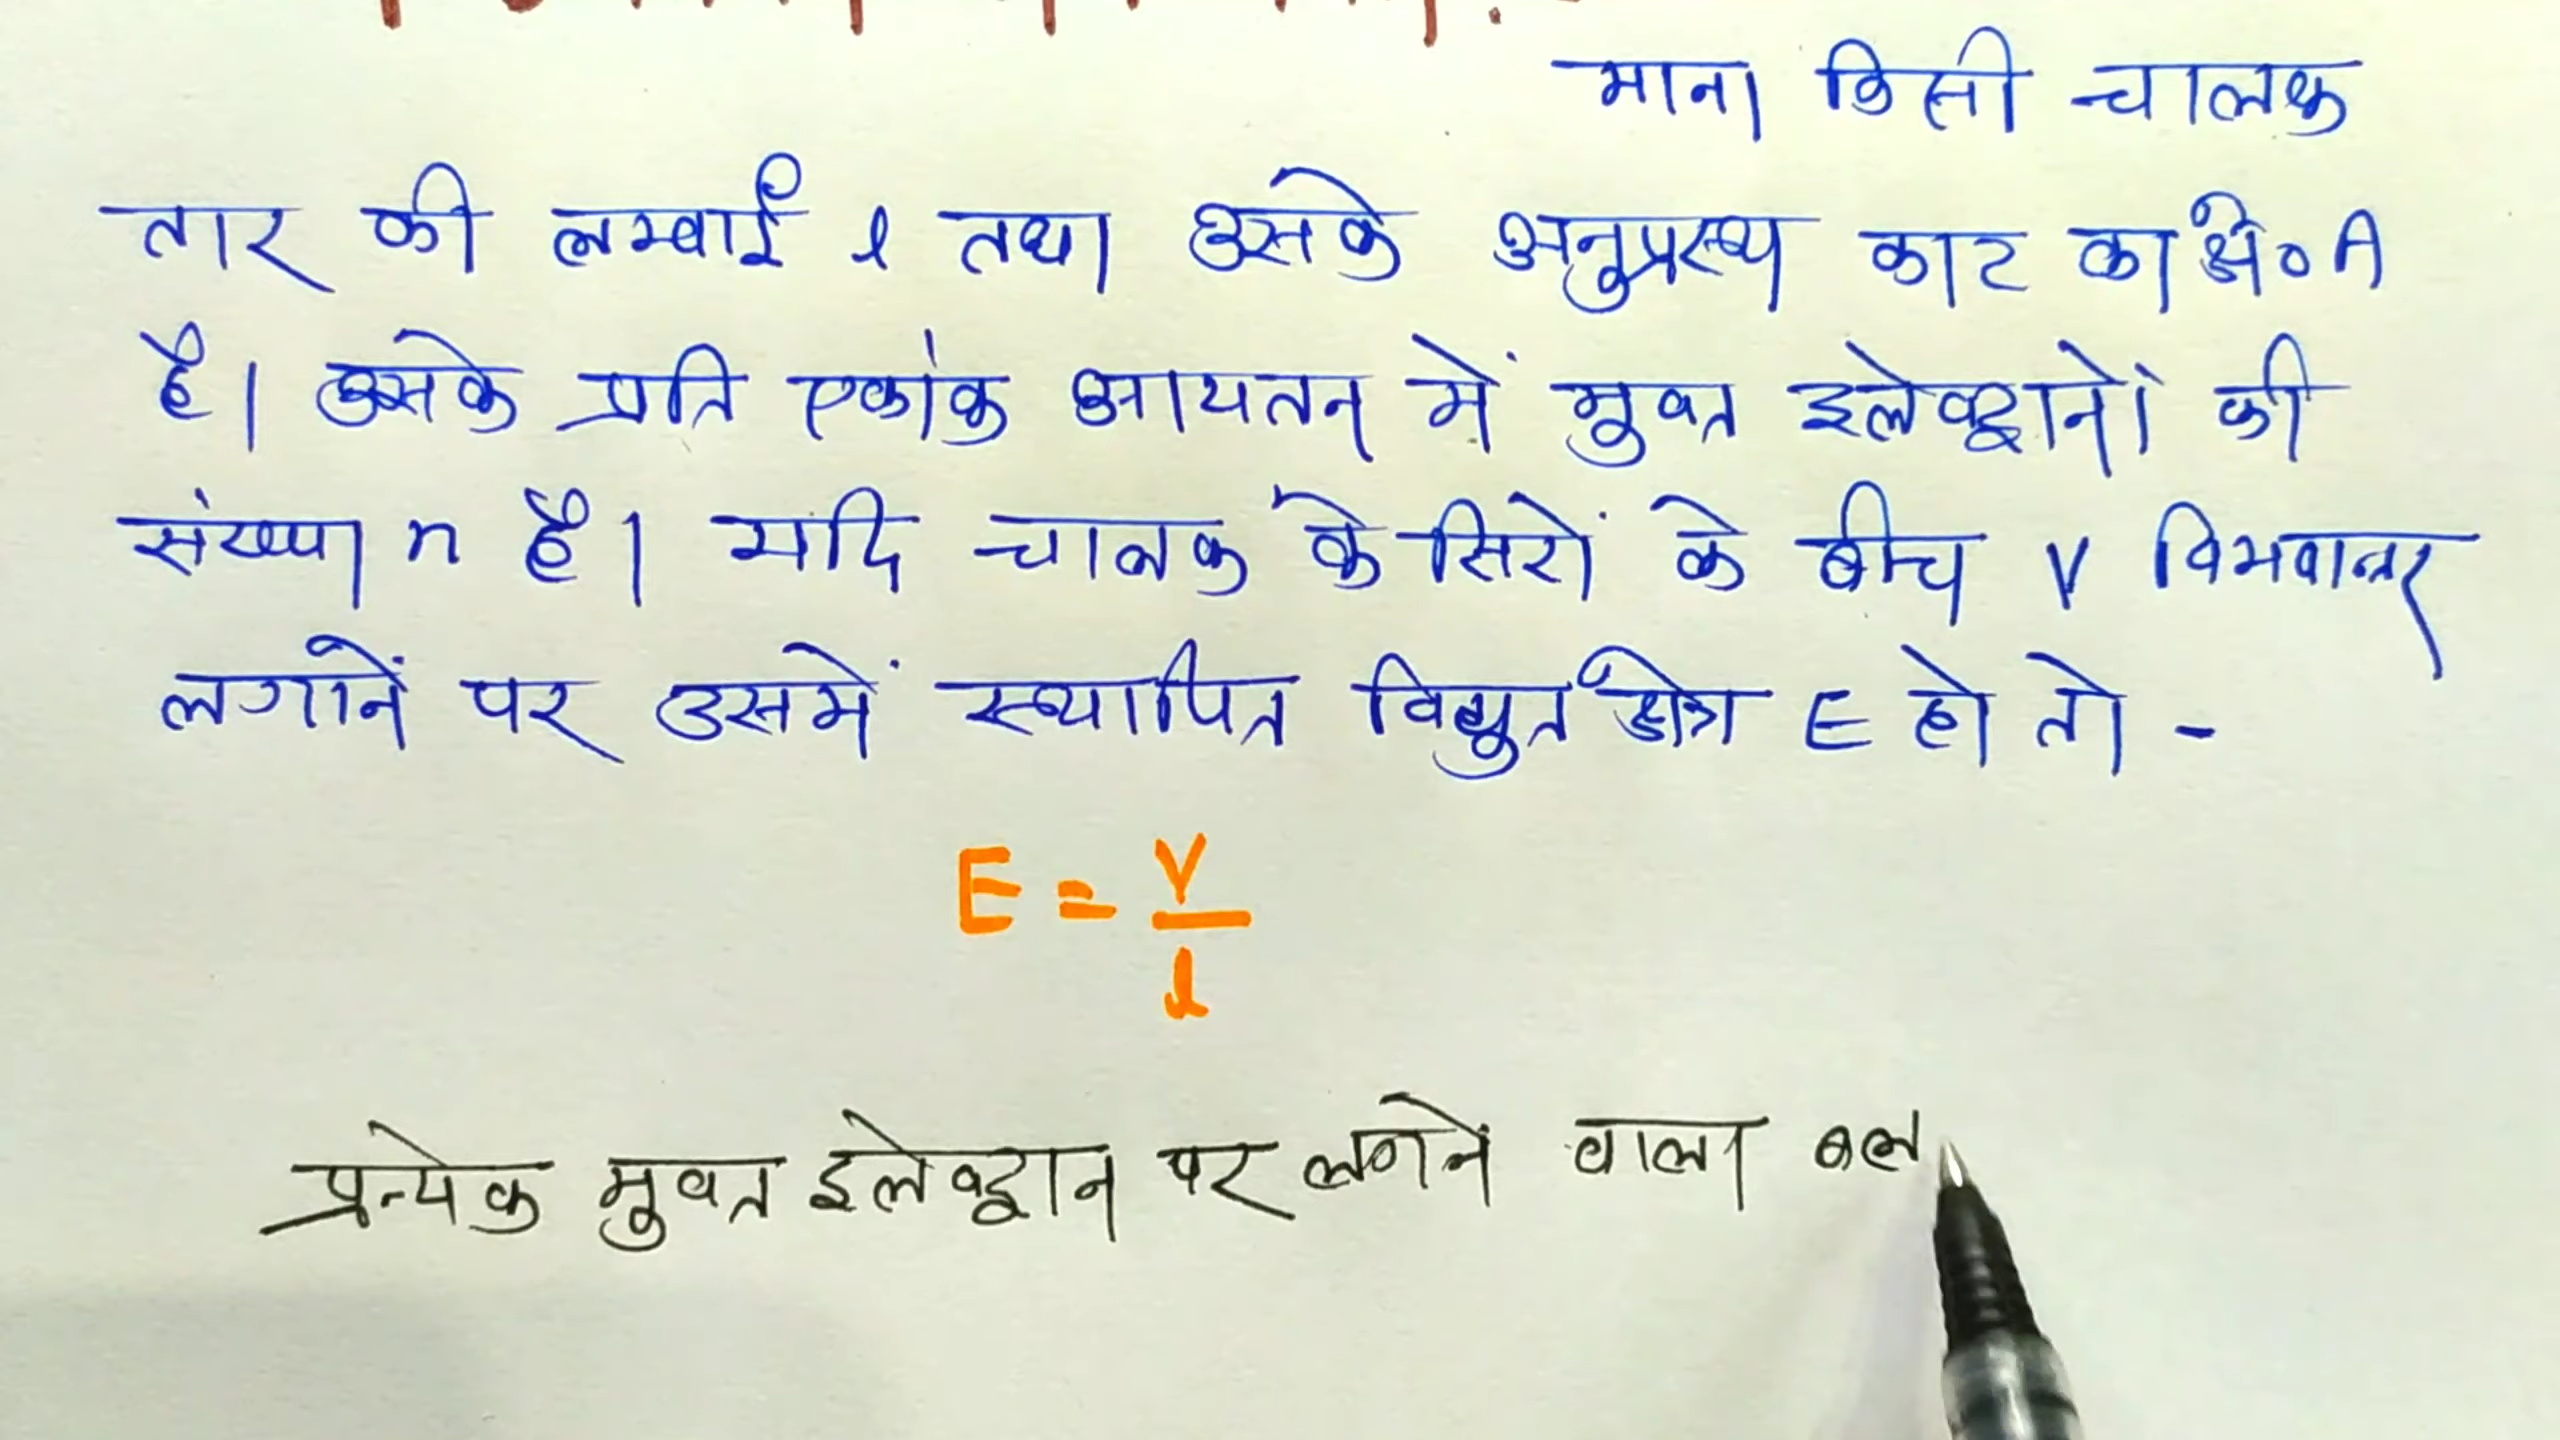 माना किसी चालक
तार की लम्बाई l तथा उसके अनुप्रस्थ काट का क्षे० A
है। उसके प्रति एकांक आयतन में मुक्त इलेक्ट्रानों की
संख्या n है। यदि चालक के सिरों के बीच V विभवान्तर
लगानें पर उसमें स्थापित विद्युत क्षेत्र E हो तो -
E = V
l
प्रत्येक मुक्त इलेक्ट्रान पर लगने वाला बल